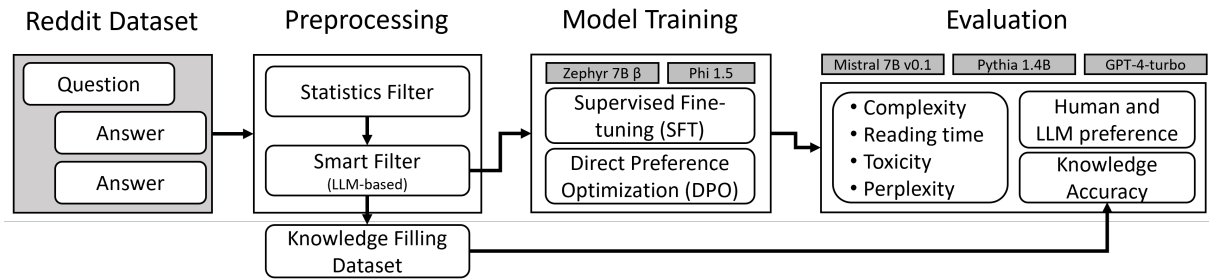 Reddit Dataset
Question
Answer
Answer
Preprocessing
Statistics Filter
Smart Filter
(LLM-based)
Knowledge Filling
Dataset
Model Training
Zephyr 7B β
Phi 1.5
Supervised Fine-
tuning (SFT)
Direct Preference
Optimization (DPO)
Evaluation
Mistral 7B v0.1
Pythia 1.4B
GPT-4-turbo
• Complexity
• Reading time
• Toxicity
• Perplexity
Human and
LLM preference
Knowledge
Accuracy